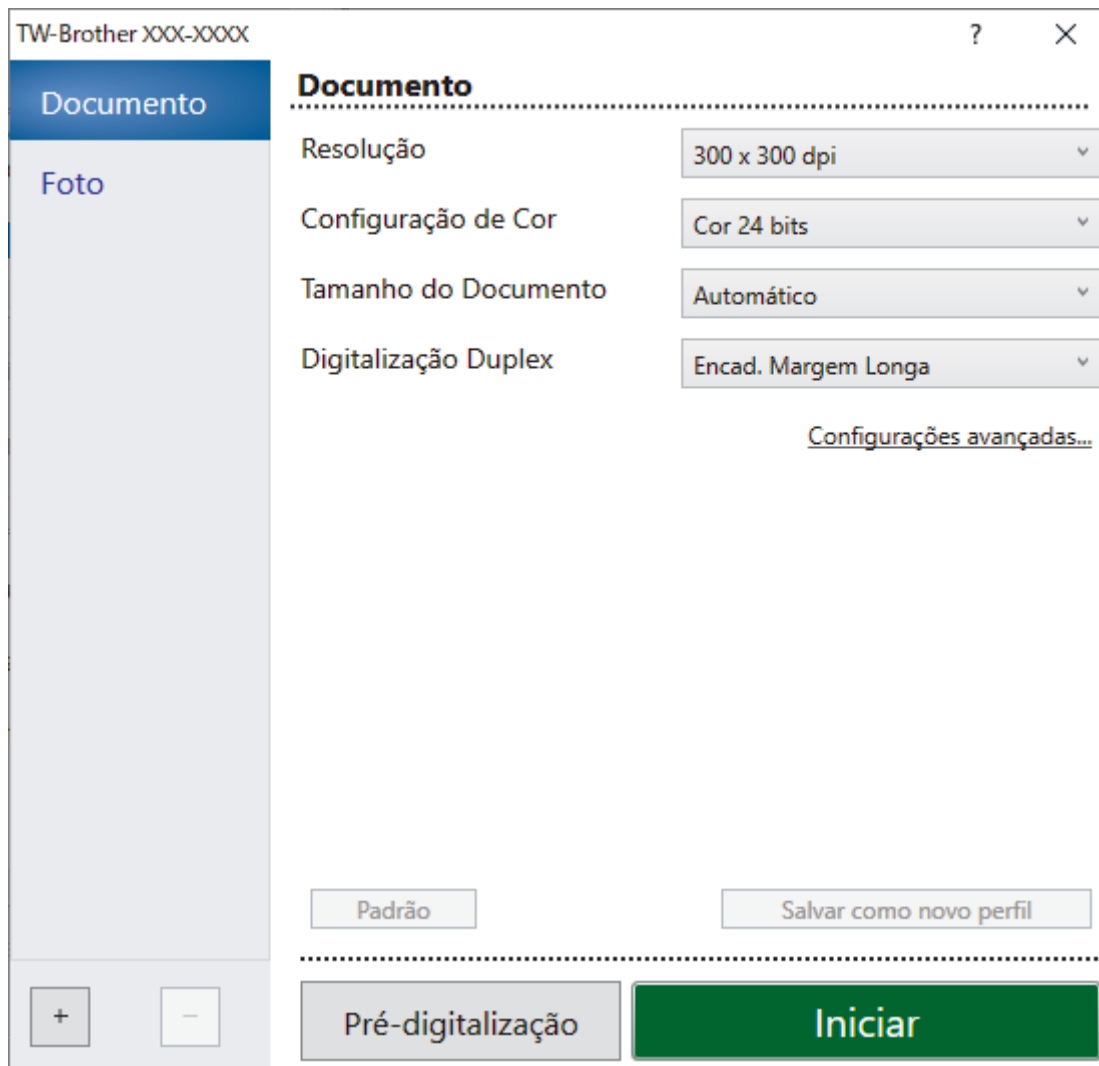 TW-Brother XXX-XXXX
?
Documento
Foto
Documento
Resolução
300 x 300 dpi
Configuração de Cor
Cor 24 bits
Tamanho do Documento
Automático
Digitalização Duplex
Encad. Margem Longa
Configurações avançadas...
Padrão
Salvar como novo perfil
+
−
Pré-digitalização
Iniciar